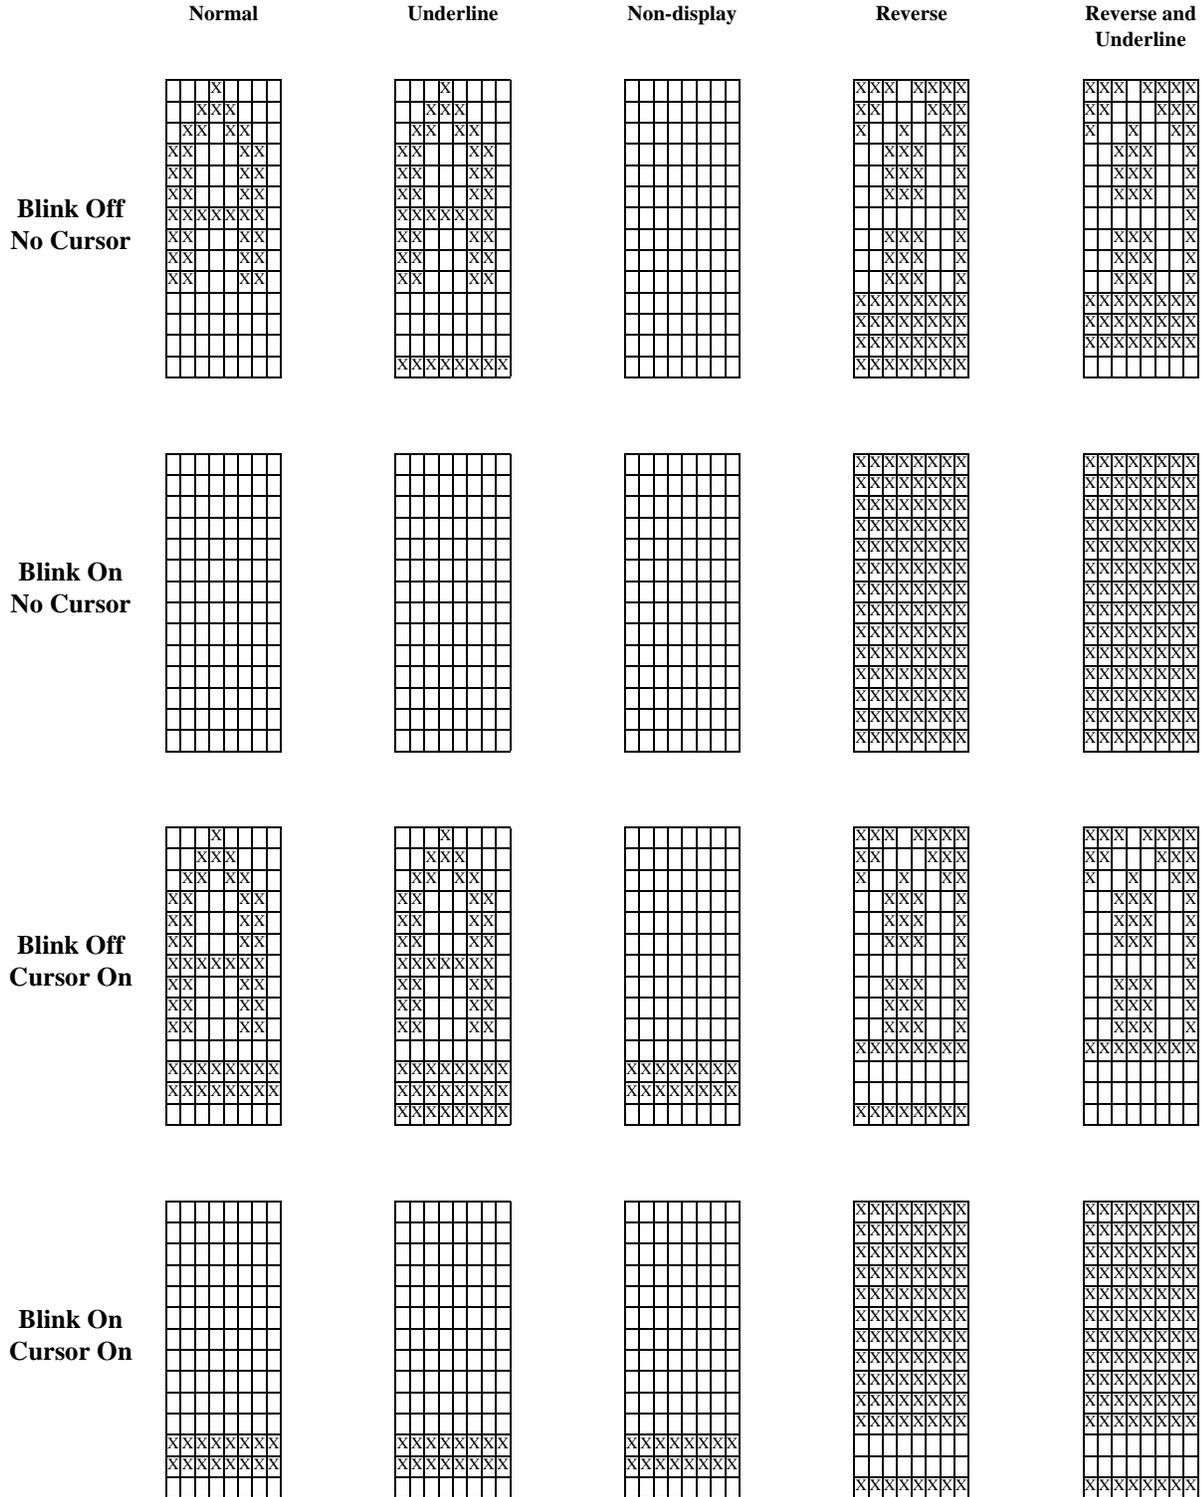 Normal Underline Non-display Reverse Reverse and
Underline
Blink Off
No Cursor
Blink On
No Cursor
Blink Off
Cursor On
Blink On
Cursor On